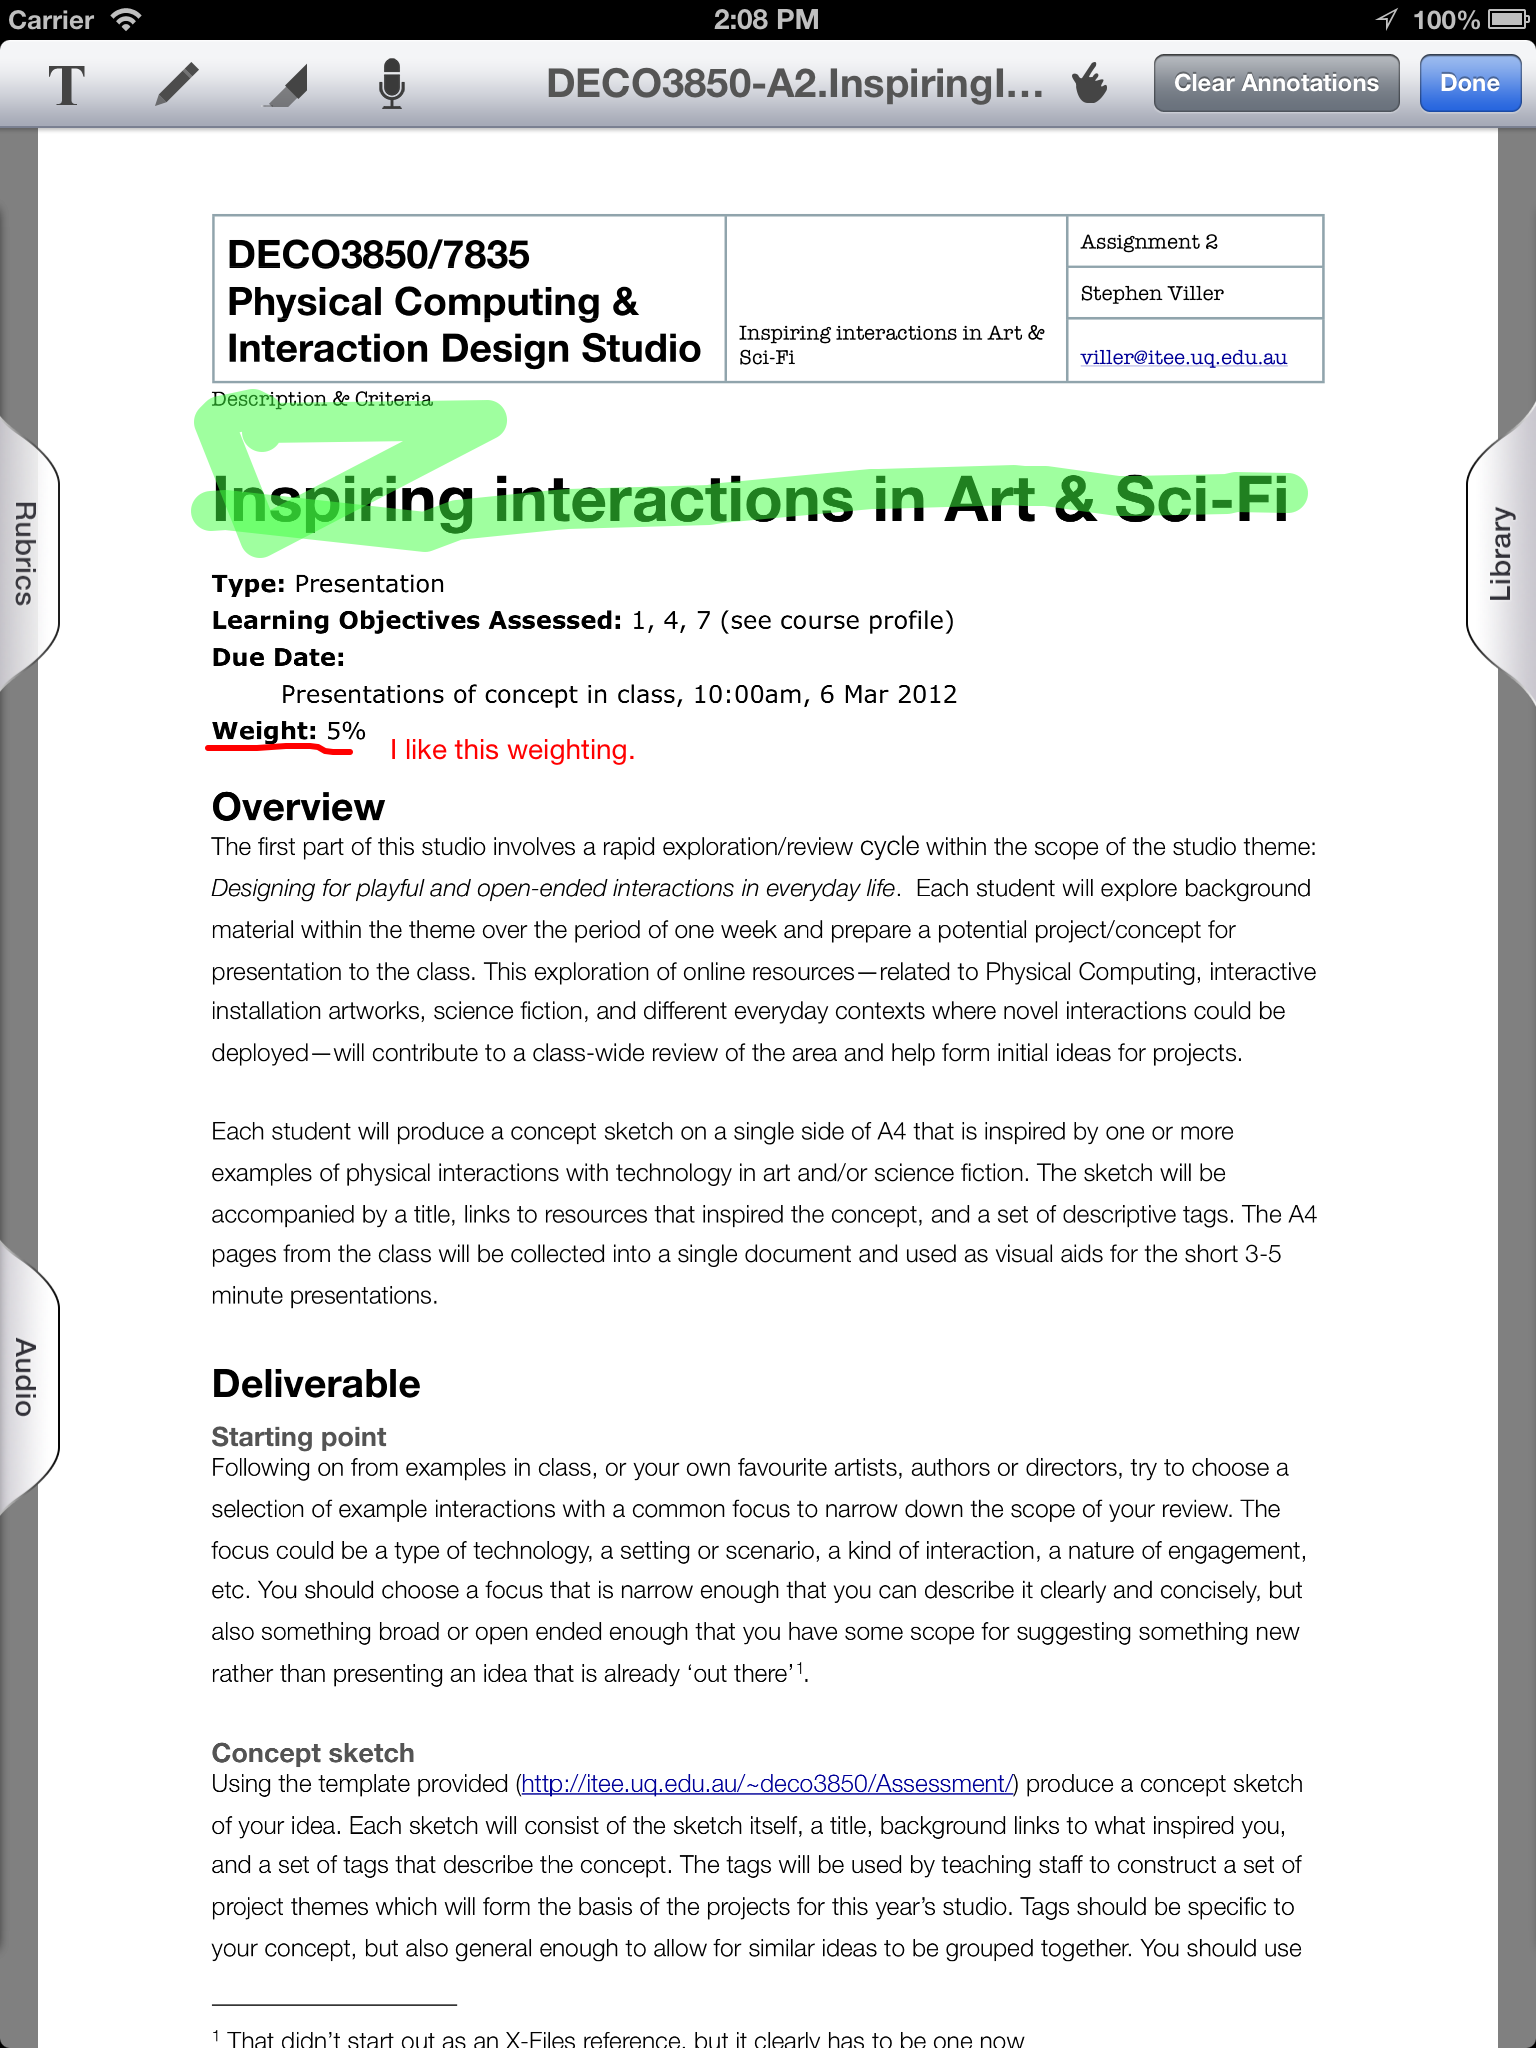 Carrier 2:08 PM 100%
T DECO3850-A2.InspiringI... Clear Annotations Done
DECO3850/7835
Physical Computing &
Interaction Design Studio
Inspiring interactions in Art &
Sci-Fi
Assignment 2
Stephen Viller
viller@itee.uq.edu.au
Description & Criteria
Inspiring interactions in Art & Sci-Fi
Type: Presentation
Learning Objectives Assessed: 1, 4, 7 (see course profile)
Due Date:
Presentations of concept in class, 10:00am, 6 Mar 2012
Weight: 5%
I like this weighting.
Overview
The first part of this studio involves a rapid exploration/review cycle within the scope of the studio theme:
Designing for playful and open-ended interactions in everyday life.  Each student will explore background
material within the theme over the period of one week and prepare a potential project/concept for
presentation to the class. This exploration of online resources—related to Physical Computing, interactive
installation artworks, science fiction, and different everyday contexts where novel interactions could be
deployed—will contribute to a class-wide review of the area and help form initial ideas for projects.
Each student will produce a concept sketch on a single side of A4 that is inspired by one or more
examples of physical interactions with technology in art and/or science fiction. The sketch will be
accompanied by a title, links to resources that inspired the concept, and a set of descriptive tags. The A4
pages from the class will be collected into a single document and used as visual aids for the short 3-5
minute presentations.
Deliverable
Starting point
Following on from examples in class, or your own favourite artists, authors or directors, try to choose a
selection of example interactions with a common focus to narrow down the scope of your review. The
focus could be a type of technology, a setting or scenario, a kind of interaction, a nature of engagement,
etc. You should choose a focus that is narrow enough that you can describe it clearly and concisely, but
also something broad or open ended enough that you have some scope for suggesting something new
rather than presenting an idea that is already ‘out there’¹.
Concept sketch
Using the template provided (http://itee.uq.edu.au/~deco3850/Assessment/) produce a concept sketch
of your idea. Each sketch will consist of the sketch itself, a title, background links to what inspired you,
and a set of tags that describe the concept. The tags will be used by teaching staff to construct a set of
project themes which will form the basis of the projects for this year’s studio. Tags should be specific to
your concept, but also general enough to allow for similar ideas to be grouped together. You should use
¹ That didn’t start out as an X-Files reference, but it clearly has to be one now
Rubrics
Audio
Library